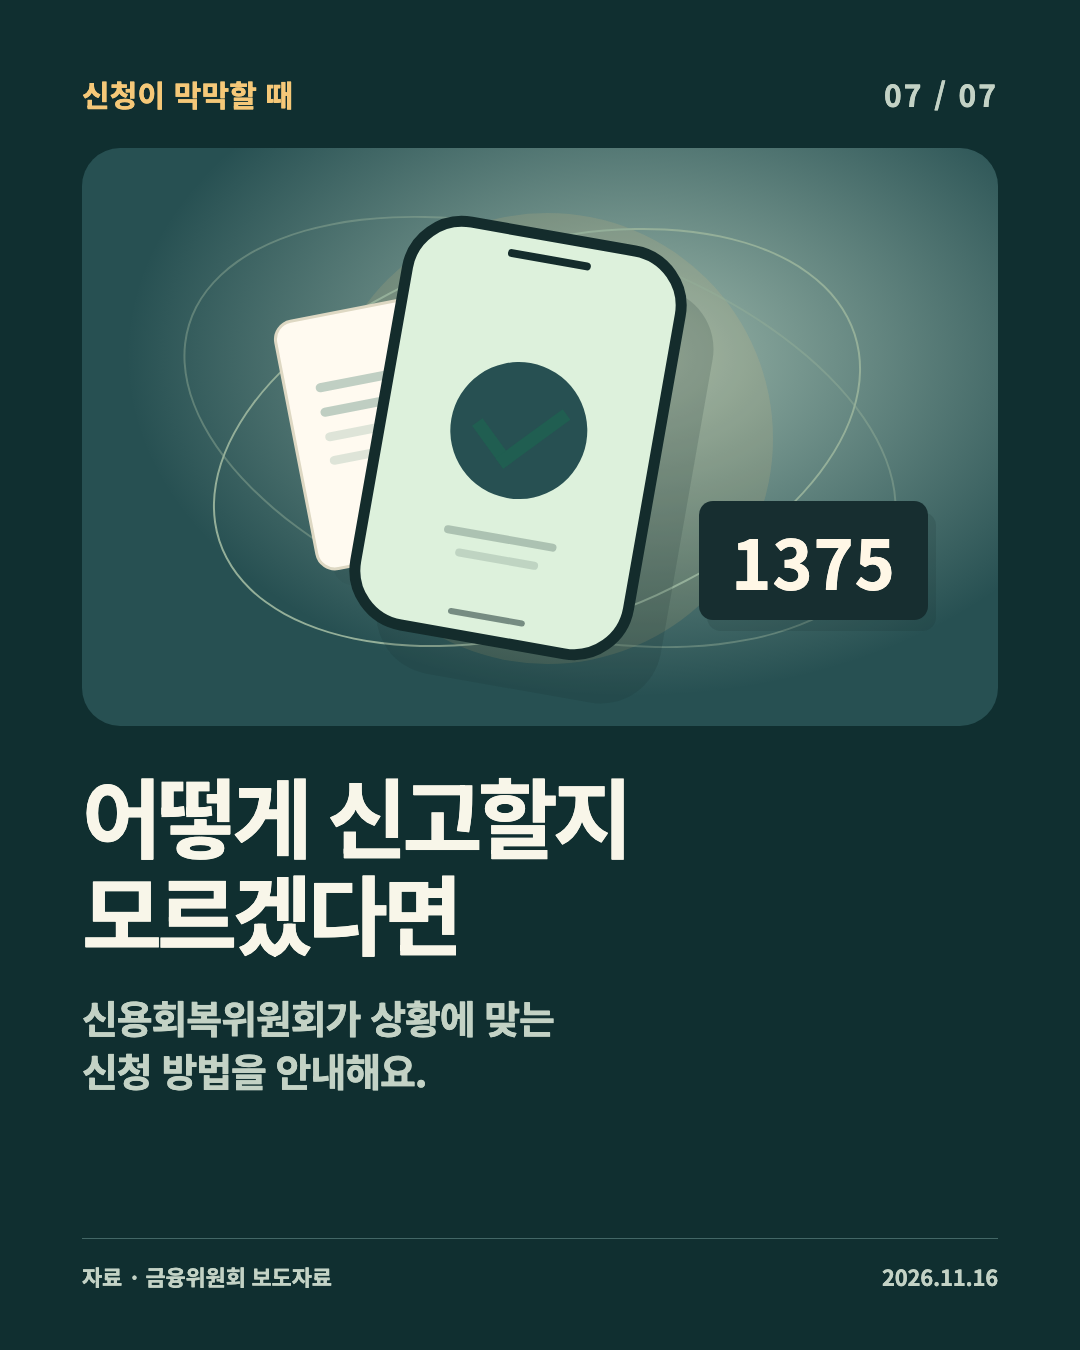 신청이 막막할 때
07 / 07
1375
어떻게 신고할지
모르겠다면
신용회복위원회가 상황에 맞는
신청 방법을 안내해요.
자료 · 금융위원회 보도자료
2026.11.16